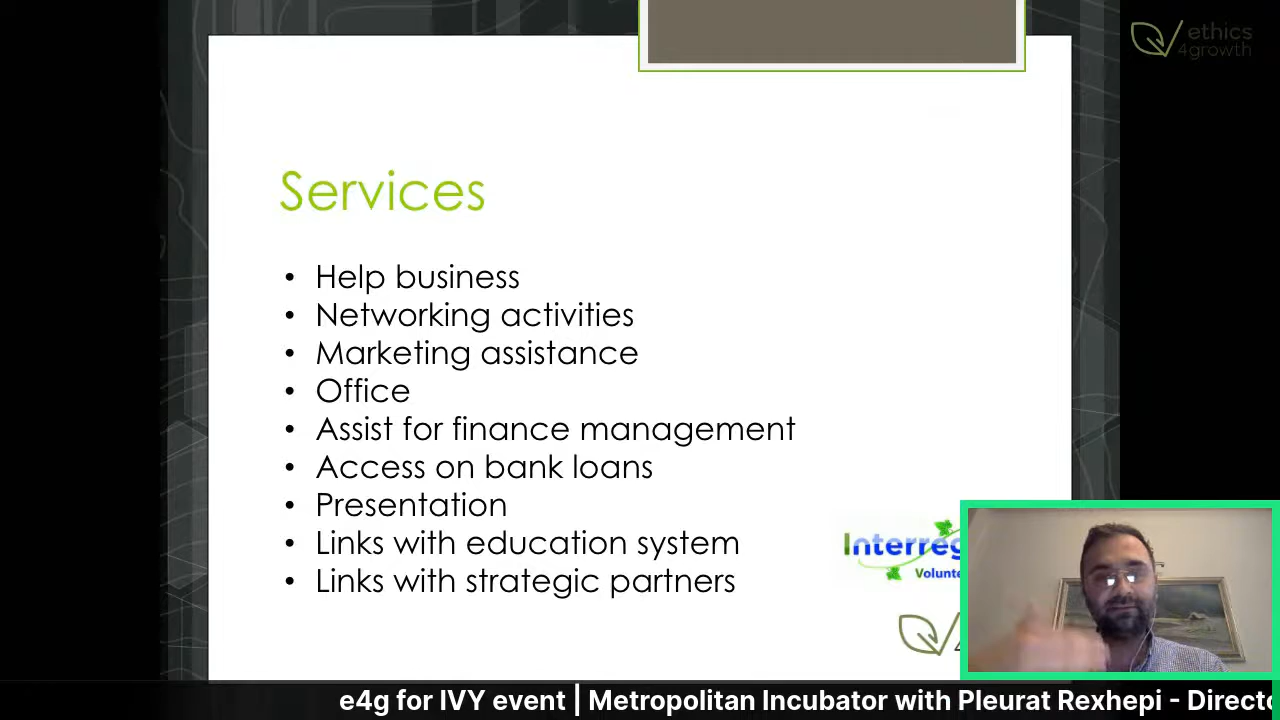 ethics
4growth
Services
• Help business
• Networking activities
• Marketing assistance
• Office
• Assist for finance management
• Access on bank loans
• Presentation
• Links with education system
• Links with strategic partners
Interreg
e4g for IVY event | Metropolitan Incubator with Pleurat Rexhepi -